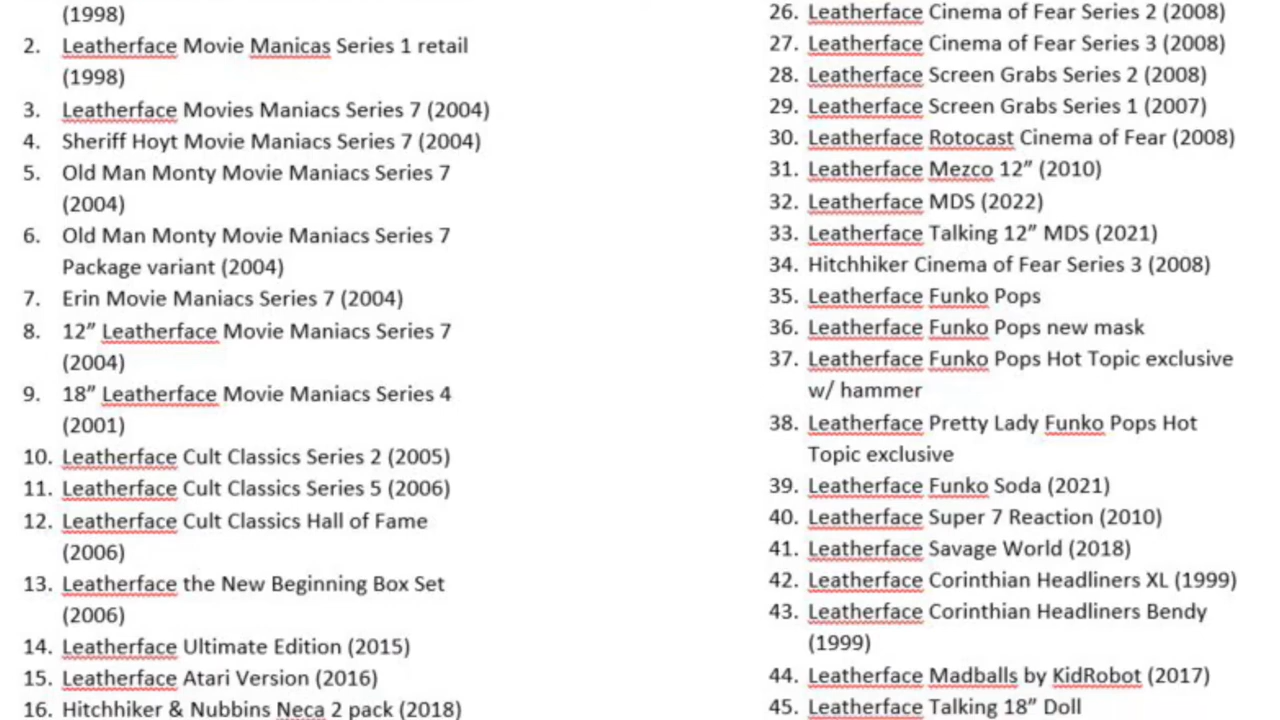 (1998)
2. Leatherface Movie Manicas Series 1 retail
(1998)
3. Leatherface Movies Maniacs Series 7 (2004)
4. Sheriff Hoyt Movie Maniacs Series 7 (2004)
5. Old Man Monty Movie Maniacs Series 7
(2004)
6. Old Man Monty Movie Maniacs Series 7
Package variant (2004)
7. Erin Movie Maniacs Series 7 (2004)
8. 12” Leatherface Movie Maniacs Series 7
(2004)
9. 18” Leatherface Movie Maniacs Series 4
(2001)
10. Leatherface Cult Classics Series 2 (2005)
11. Leatherface Cult Classics Series 5 (2006)
12. Leatherface Cult Classics Hall of Fame
(2006)
13. Leatherface the New Beginning Box Set
(2006)
14. Leatherface Ultimate Edition (2015)
15. Leatherface Atari Version (2016)
16. Hitchhiker & Nubbins Neca 2 pack (2018)
26. Leatherface Cinema of Fear Series 2 (2008)
27. Leatherface Cinema of Fear Series 3 (2008)
28. Leatherface Screen Grabs Series 2 (2008)
29. Leatherface Screen Grabs Series 1 (2007)
30. Leatherface Rotocast Cinema of Fear (2008)
31. Leatherface Mezco 12” (2010)
32. Leatherface MDS (2022)
33. Leatherface Talking 12” MDS (2021)
34. Hitchhiker Cinema of Fear Series 3 (2008)
35. Leatherface Funko Pops
36. Leatherface Funko Pops new mask
37. Leatherface Funko Pops Hot Topic exclusive
w/ hammer
38. Leatherface Pretty Lady Funko Pops Hot
Topic exclusive
39. Leatherface Funko Soda (2021)
40. Leatherface Super 7 Reaction (2010)
41. Leatherface Savage World (2018)
42. Leatherface Corinthian Headliners XL (1999)
43. Leatherface Corinthian Headliners Bendy
(1999)
44. Leatherface Madballs by KidRobot (2017)
45. Leatherface Talking 18” Doll